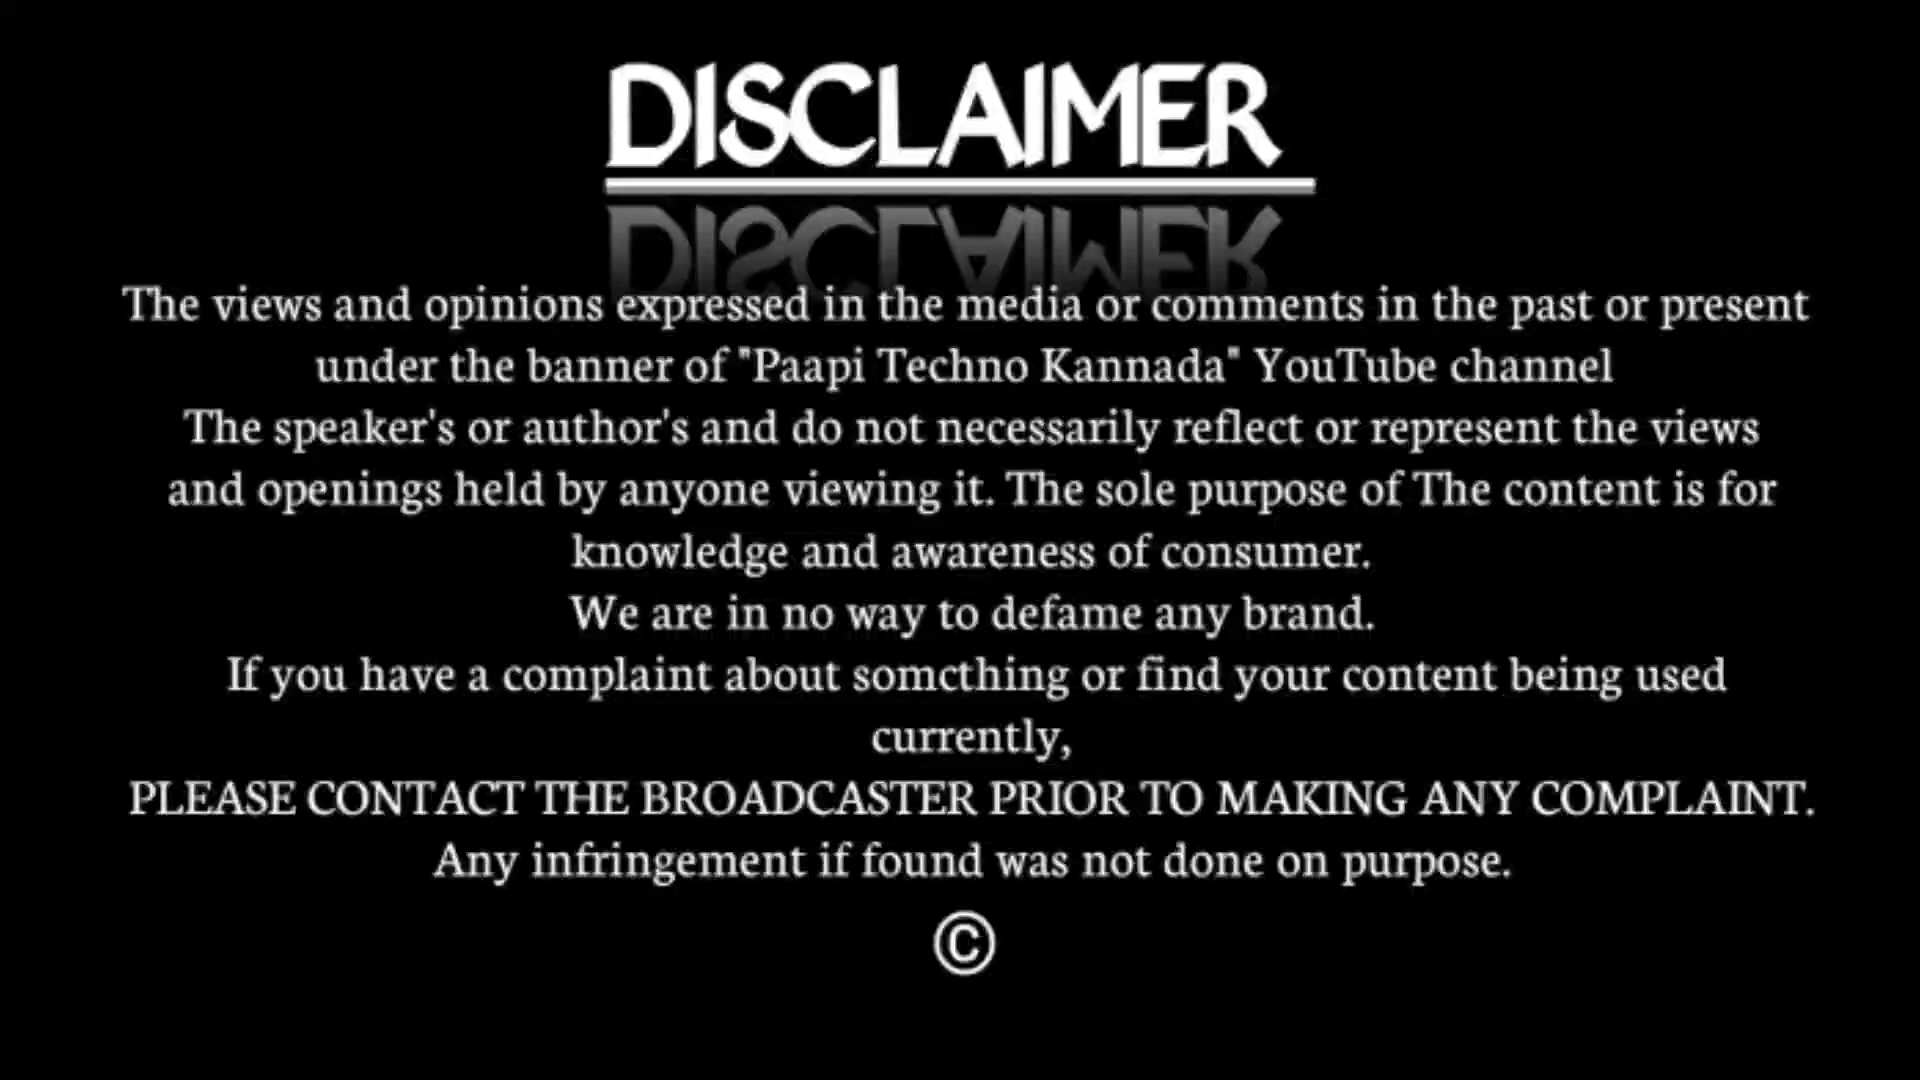 DISCLAIMER
The views and opinions expressed in the media or comments in the past or present
under the banner of "Paapi Techno Kannada" YouTube channel
The speaker's or author's and do not necessarily reflect or represent the views
and openings held by anyone viewing it. The sole purpose of The content is for
knowledge and awareness of consumer.
We are in no way to defame any brand.
If you have a complaint about somcthing or find your content being used
currently,
PLEASE CONTACT THE BROADCASTER PRIOR TO MAKING ANY COMPLAINT.
Any infringement if found was not done on purpose.
©